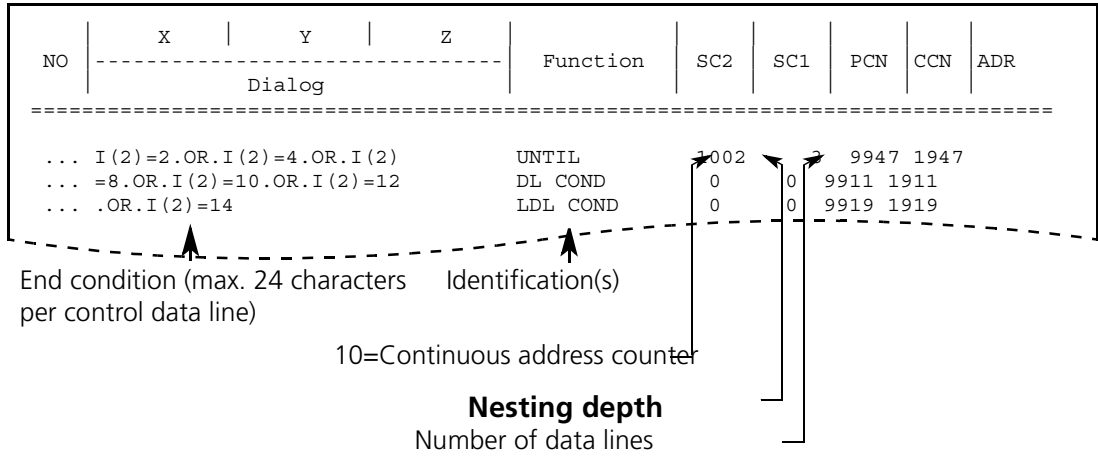 X | Y | Z
NO |--------------------------------| Function | SC2 | SC1 | PCN |CCN |ADR
Dialog
================================================================
... I(2)=2.OR.I(2)=4.OR.I(2) UNTIL 1002 3 9947 1947
... =8.OR.I(2)=10.OR.I(2)=12 DL COND 0 0 9911 1911
... .OR.I(2)=14 LDL COND 0 0 9919 1919
End condition (max. 24 characters Identification(s)
per control data line)
10=Continuous address counter
Nesting depth
Number of data lines